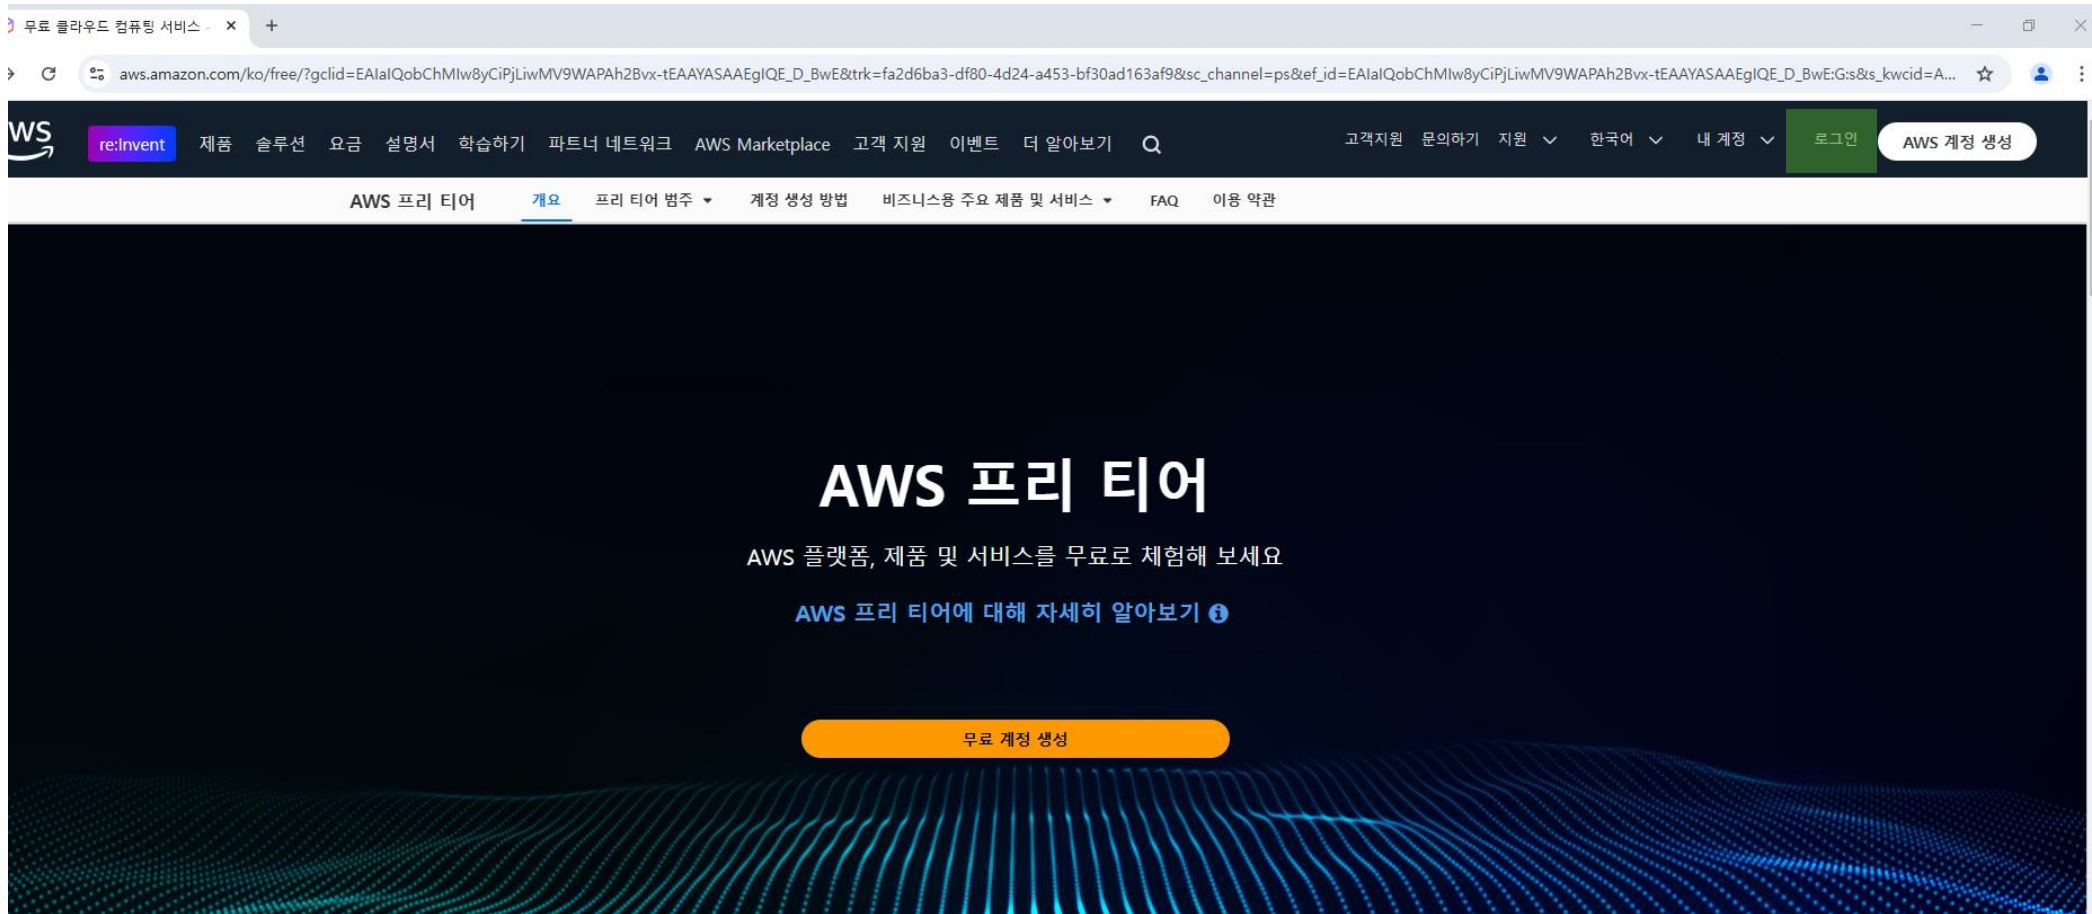 무료 클라우드 컴퓨팅 서비스 -
aws.amazon.com/ko/free/?gclid=EAIaIQobChMIw8yCiPjLiwMV9WAPAh2Bvx-tEAAYASAAEgIQE_D_BwE&trk=fa2d6ba3-df80-4d24-a453-bf30ad163af9&sc_channel=ps&ef_id=EAIaIQobChMIw8yCiPjLiwMV9WAPAh2Bvx-tEAAYASAAEgIQE_D_BwE:G:s&s_kwcid=A...
WS re:Invent 제품 솔루션 요금 설명서 학습하기 파트너 네트워크 AWS Marketplace 고객 지원 이벤트 더 알아보기 고객지원 문의하기 지원 한국어 내 계정 로그인 AWS 계정 생성
AWS 프리 티어 개요 프리 티어 범주 계정 생성 방법 비즈니스용 주요 제품 및 서비스 FAQ 이용 약관
AWS 프리 티어
AWS 플랫폼, 제품 및 서비스를 무료로 체험해 보세요
AWS 프리 티어에 대해 자세히 알아보기
무료 계정 생성